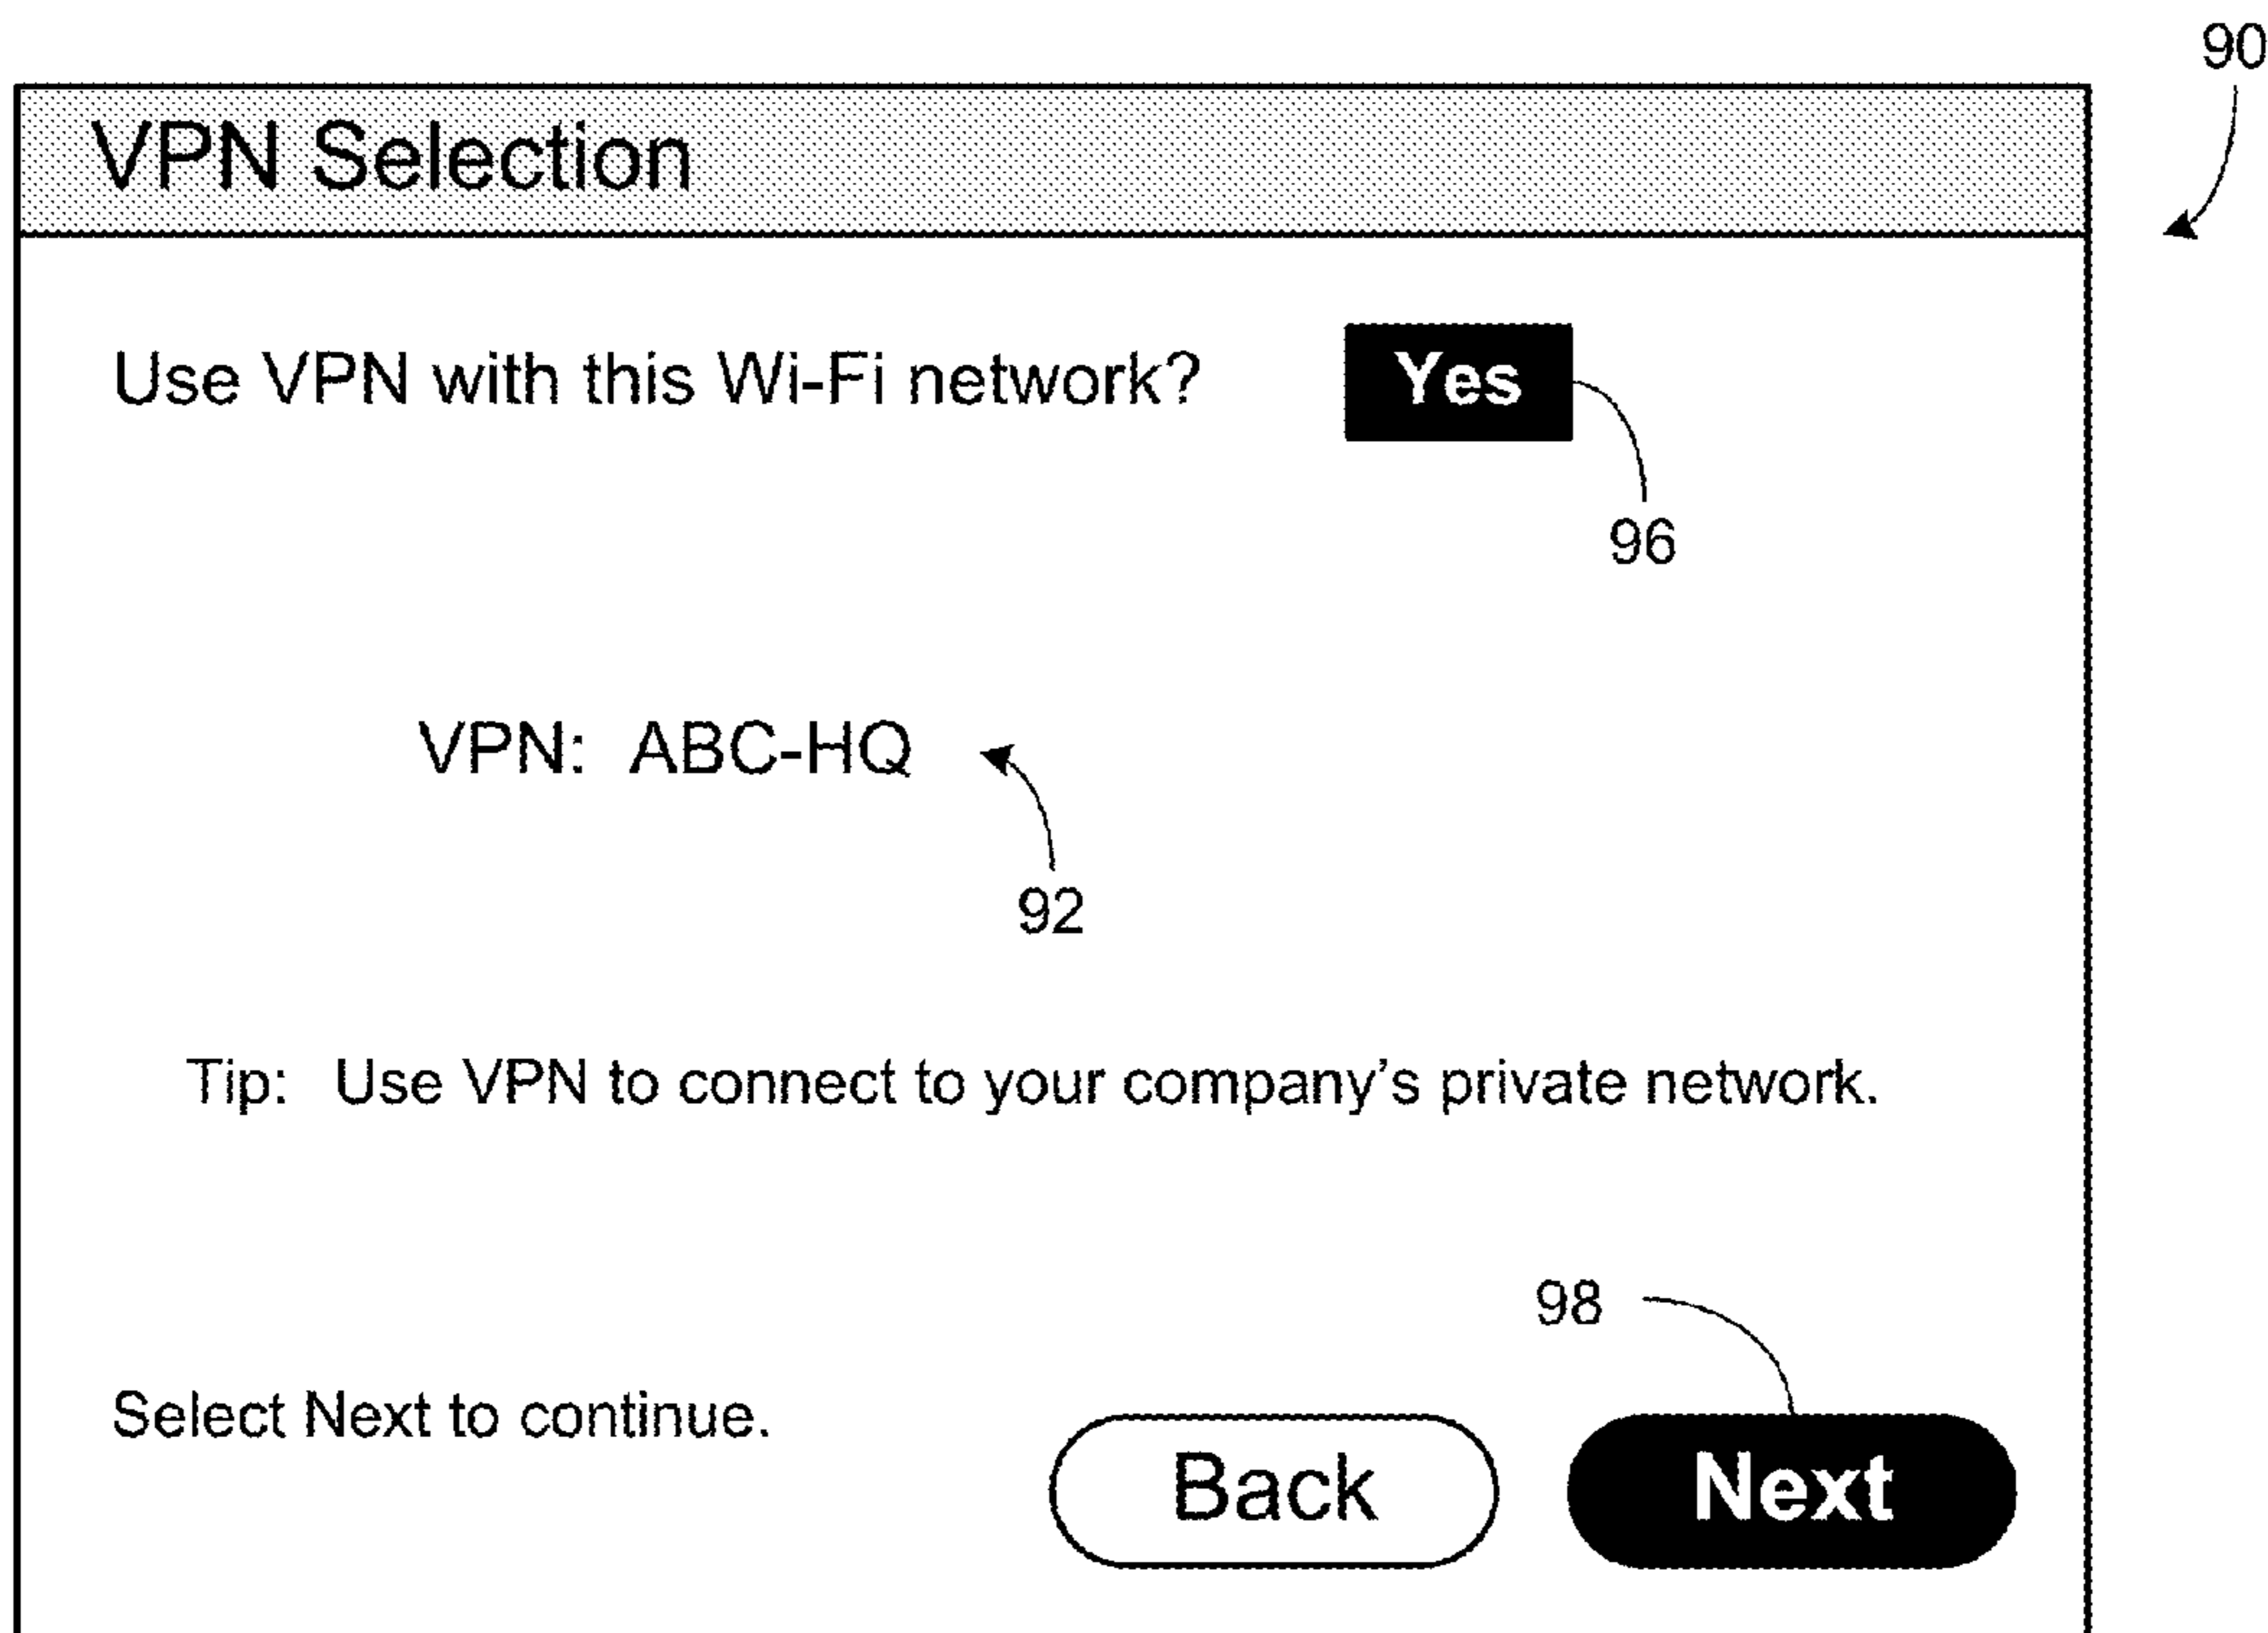 90
VPN Selection
Use VPN with this Wi-Fi network? Yes
96
VPN: ABC-HQ
92
Tip: Use VPN to connect to your company's private network.
98
Select Next to continue.
Back Next